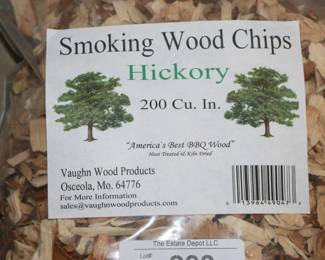 Smoking Wood Chips
Hickory
200 Cu. In.
"America's Best BBQ Wood"
Heat Treated & Kiln Dried
Vaughn Wood Products
Osceola, Mo. 64776
For More Information
sales@vaughnwoodproducts.com
The Estate Depot LLC
Lot#